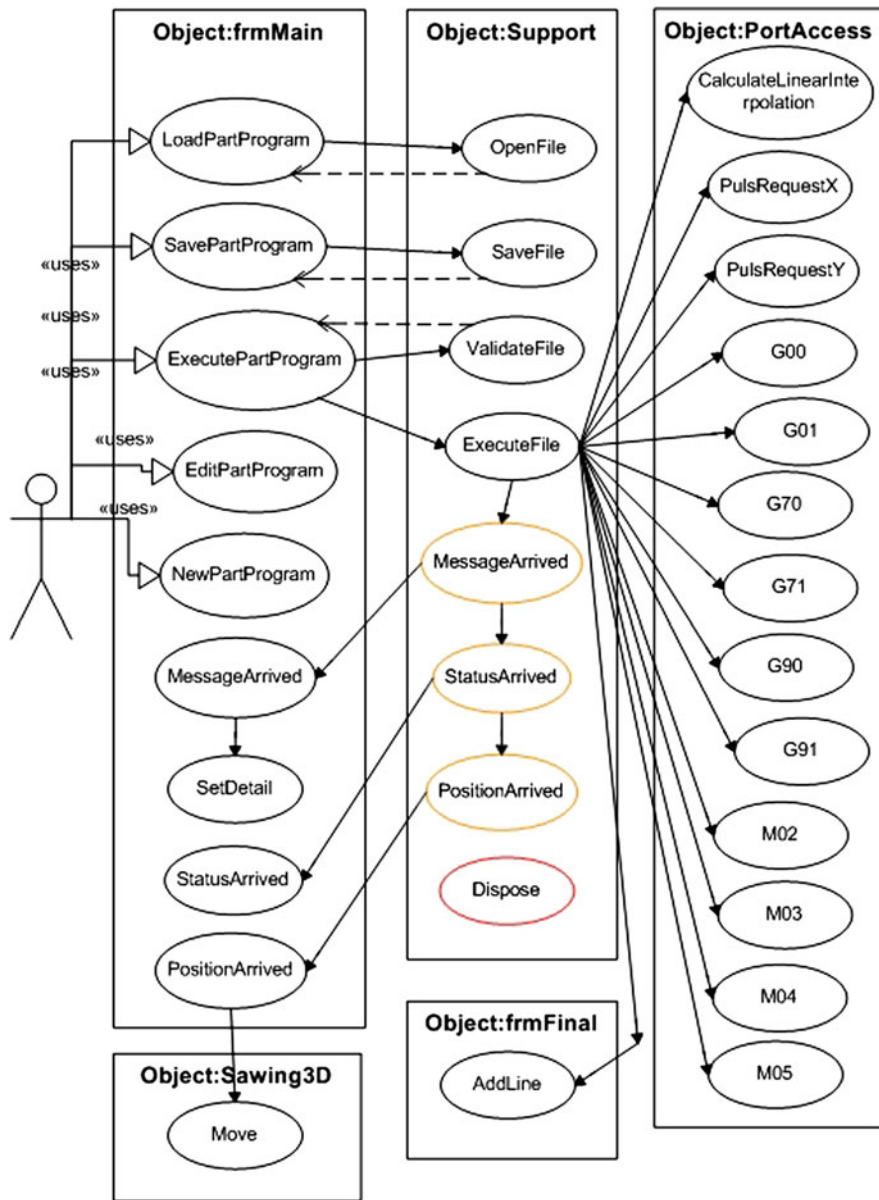 Object:frmMain
LoadPartProgram
SavePartProgram
«uses»
«uses»
ExecutePartProgram
«uses»
«uses»
EditPartProgram
«uses»
NewPartProgram
MessageArrived
SetDetail
StatusArrived
PositionArrived
Object:Sawing3D
Move
Object:Support
OpenFile
SaveFile
ValidateFile
ExecuteFile
MessageArrived
StatusArrived
PositionArrived
Dispose
Object:frmFinal
AddLine
Object:PortAccess
CalculateLinearInte
rpolation
PulsRequestX
PulsRequestY
G00
G01
G70
G71
G90
G91
M02
M03
M04
M05